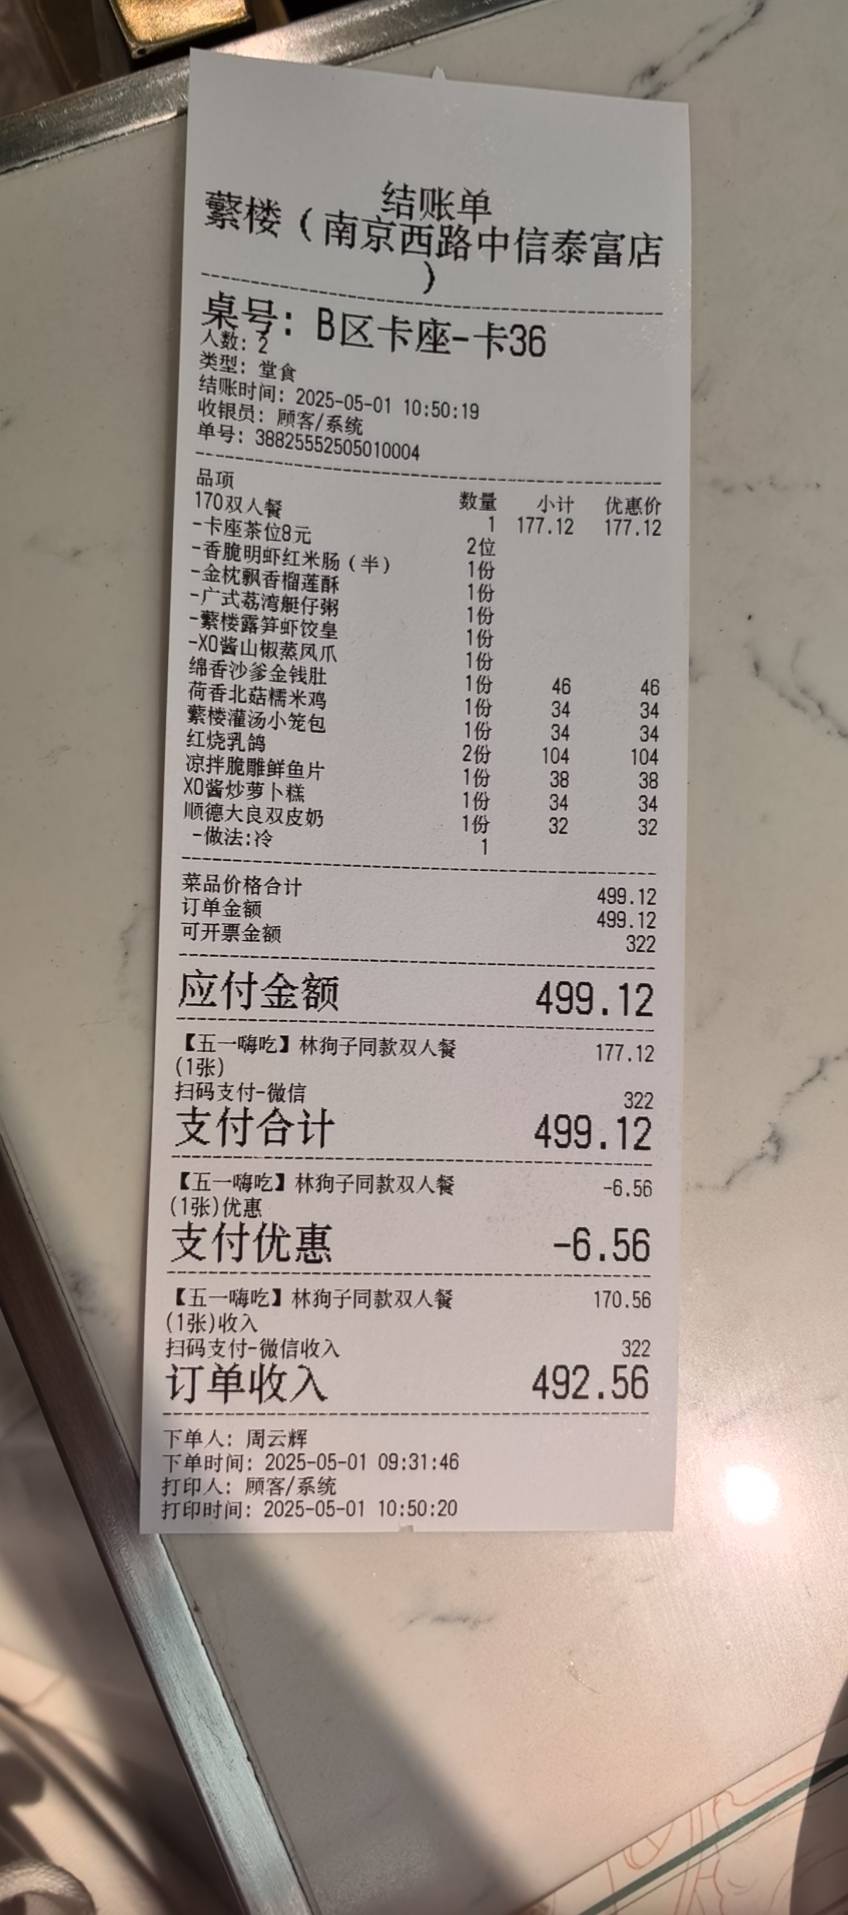 结账单
蘩楼（南京西路中信泰富店
）
桌号：B区卡座-卡36
人数：2
类型：堂食
结账时间：2025-05-01 10:50:19
收银员：顾客/系统
单号：38825552505010004
品项 数量 小计 优惠价
170双人餐 1 177.12 177.12
-卡座茶位8元 2位
-香脆明虾红米肠（半） 1份
-金枕飘香榴莲酥 1份
-广式荔湾艇仔粥 1份
-蘩楼露笋虾饺皇 1份
-XO酱山椒蒸凤爪 1份
绵香沙爹金钱肚 1份 46 46
荷香北菇糯米鸡 1份 34 34
蘩楼灌汤小笼包 1份 34 34
红烧乳鸽 2份 104 104
凉拌脆雕鲜鱼片 1份 38 38
XO酱炒萝卜糕 1份 34 34
顺德大良双皮奶 1份 32 32
-做法:冷 1
菜品价格合计 499.12
订单金额 499.12
可开票金额 322
应付金额 499.12
【五一嗨吃】林狗子同款双人餐 177.12
(1张)
扫码支付-微信 322
支付合计 499.12
【五一嗨吃】林狗子同款双人餐 -6.56
(1张)优惠
支付优惠 -6.56
【五一嗨吃】林狗子同款双人餐 170.56
(1张)收入
扫码支付-微信收入 322
订单收入 492.56
下单人：周云辉
下单时间：2025-05-01 09:31:46
打印人：顾客/系统
打印时间：2025-05-01 10:50:20